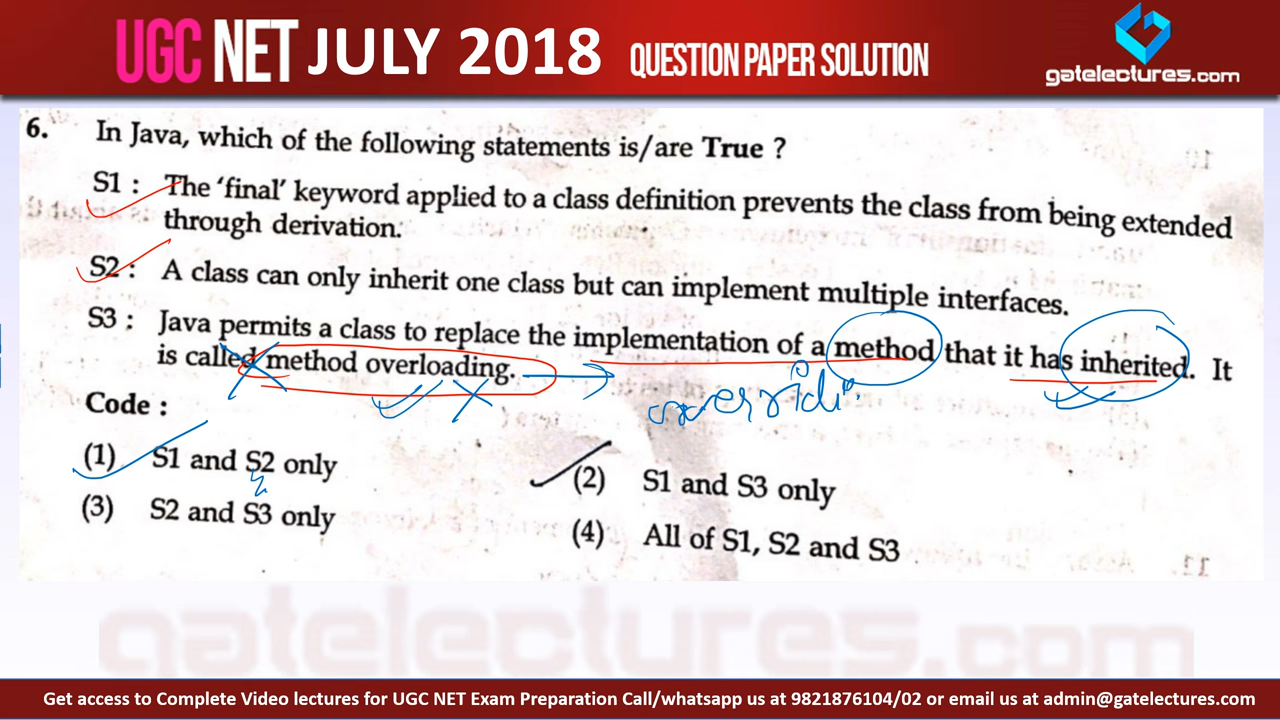 UGC NET JULY 2018 QUESTION PAPER SOLUTION
gatelectures.com
6. In Java, which of the following statements is/are True ?
S1 : The 'final' keyword applied to a class definition prevents the class from being extended
through derivation.
S2 : A class can only inherit one class but can implement multiple interfaces.
S3 : Java permits a class to replace the implementation of a method that it has inherited. It
is called method overloading.
Code :
(1) S1 and S2 only (2) S1 and S3 only
(3) S2 and S3 only (4) All of S1, S2 and S3
gatelectures.com
Get access to Complete Video lectures for UGC NET Exam Preparation Call/whatsapp us at 9821876104/02 or email us at admin@gatelectures.com